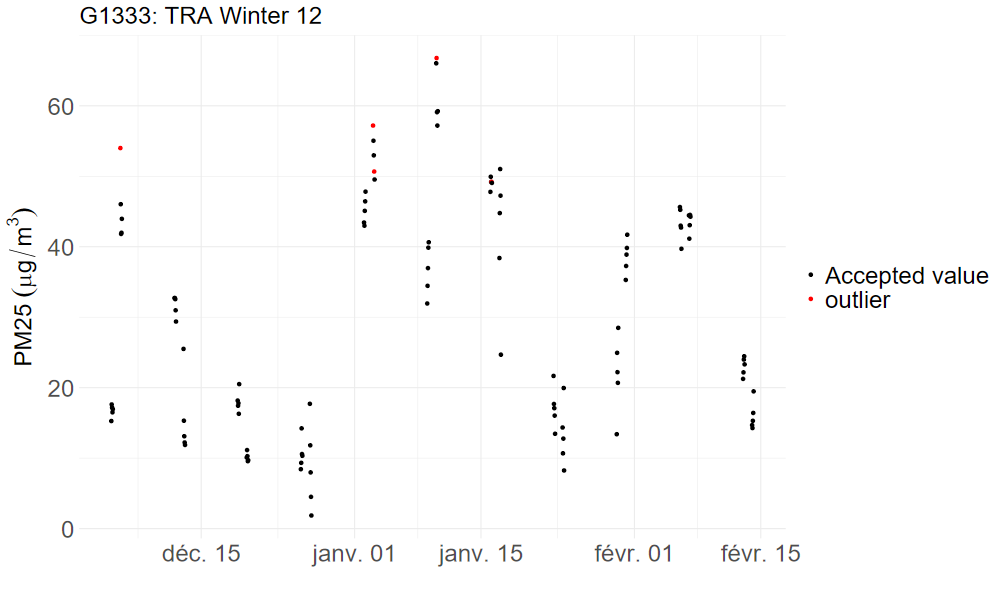 G1333: TRA Winter 12
PM25 (μg/m³)
60
40
20
0
déc. 15
janv. 01
janv. 15
févr. 01
févr. 15
Accepted value
outlier